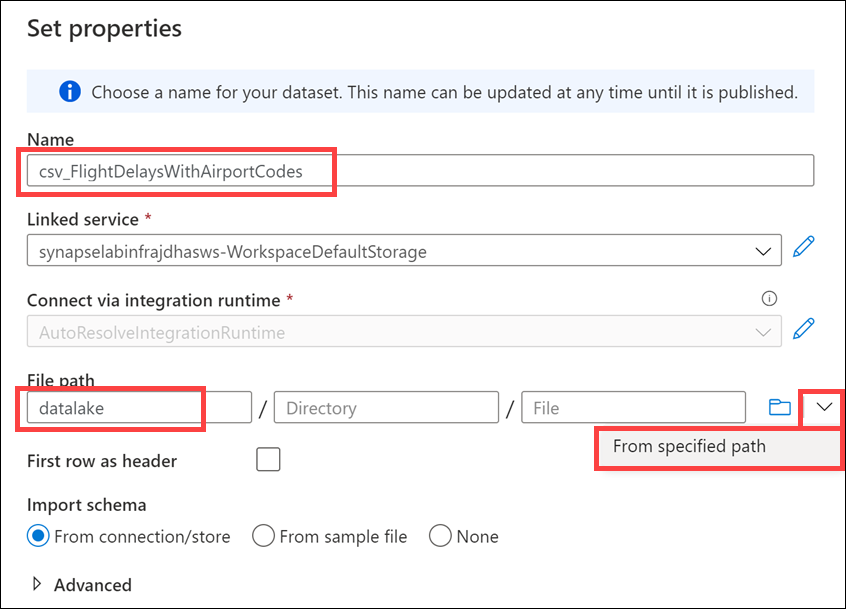 Set properties
Choose a name for your dataset. This name can be updated at any time until it is published.
Name
csv_FlightDelaysWithAirportCodes
Linked service *
synapselabinfrajdhasws-WorkspaceDefaultStorage
Connect via integration runtime *
AutoResolveIntegrationRuntime
File path
datalake / Directory / File
From specified path
First row as header
Import schema
From connection/store From sample file None
Advanced